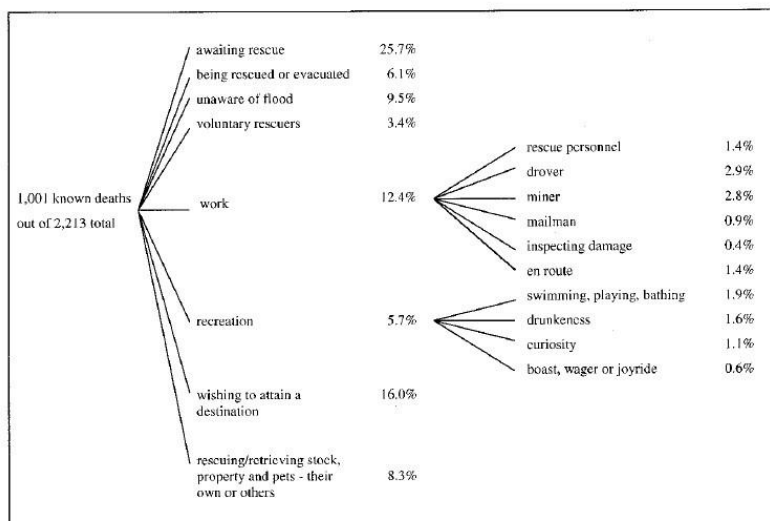 awaiting rescue 25.7%
being rescued or evacuated 6.1%
unaware of flood 9.5%
voluntary rescuers 3.4%
1,001 known deaths
out of 2,213 total
work 12.4%
rescue personnel 1.4%
drover 2.9%
miner 2.8%
mailman 0.9%
inspecting damage 0.4%
en route 1.4%
recreation 5.7%
swimming, playing, bathing 1.9%
drunkeness 1.6%
curiosity 1.1%
boast, wager or joyride 0.6%
wishing to attain a
destination 16.0%
rescuing/retrieving stock,
property and pets - their 8.3%
own or others